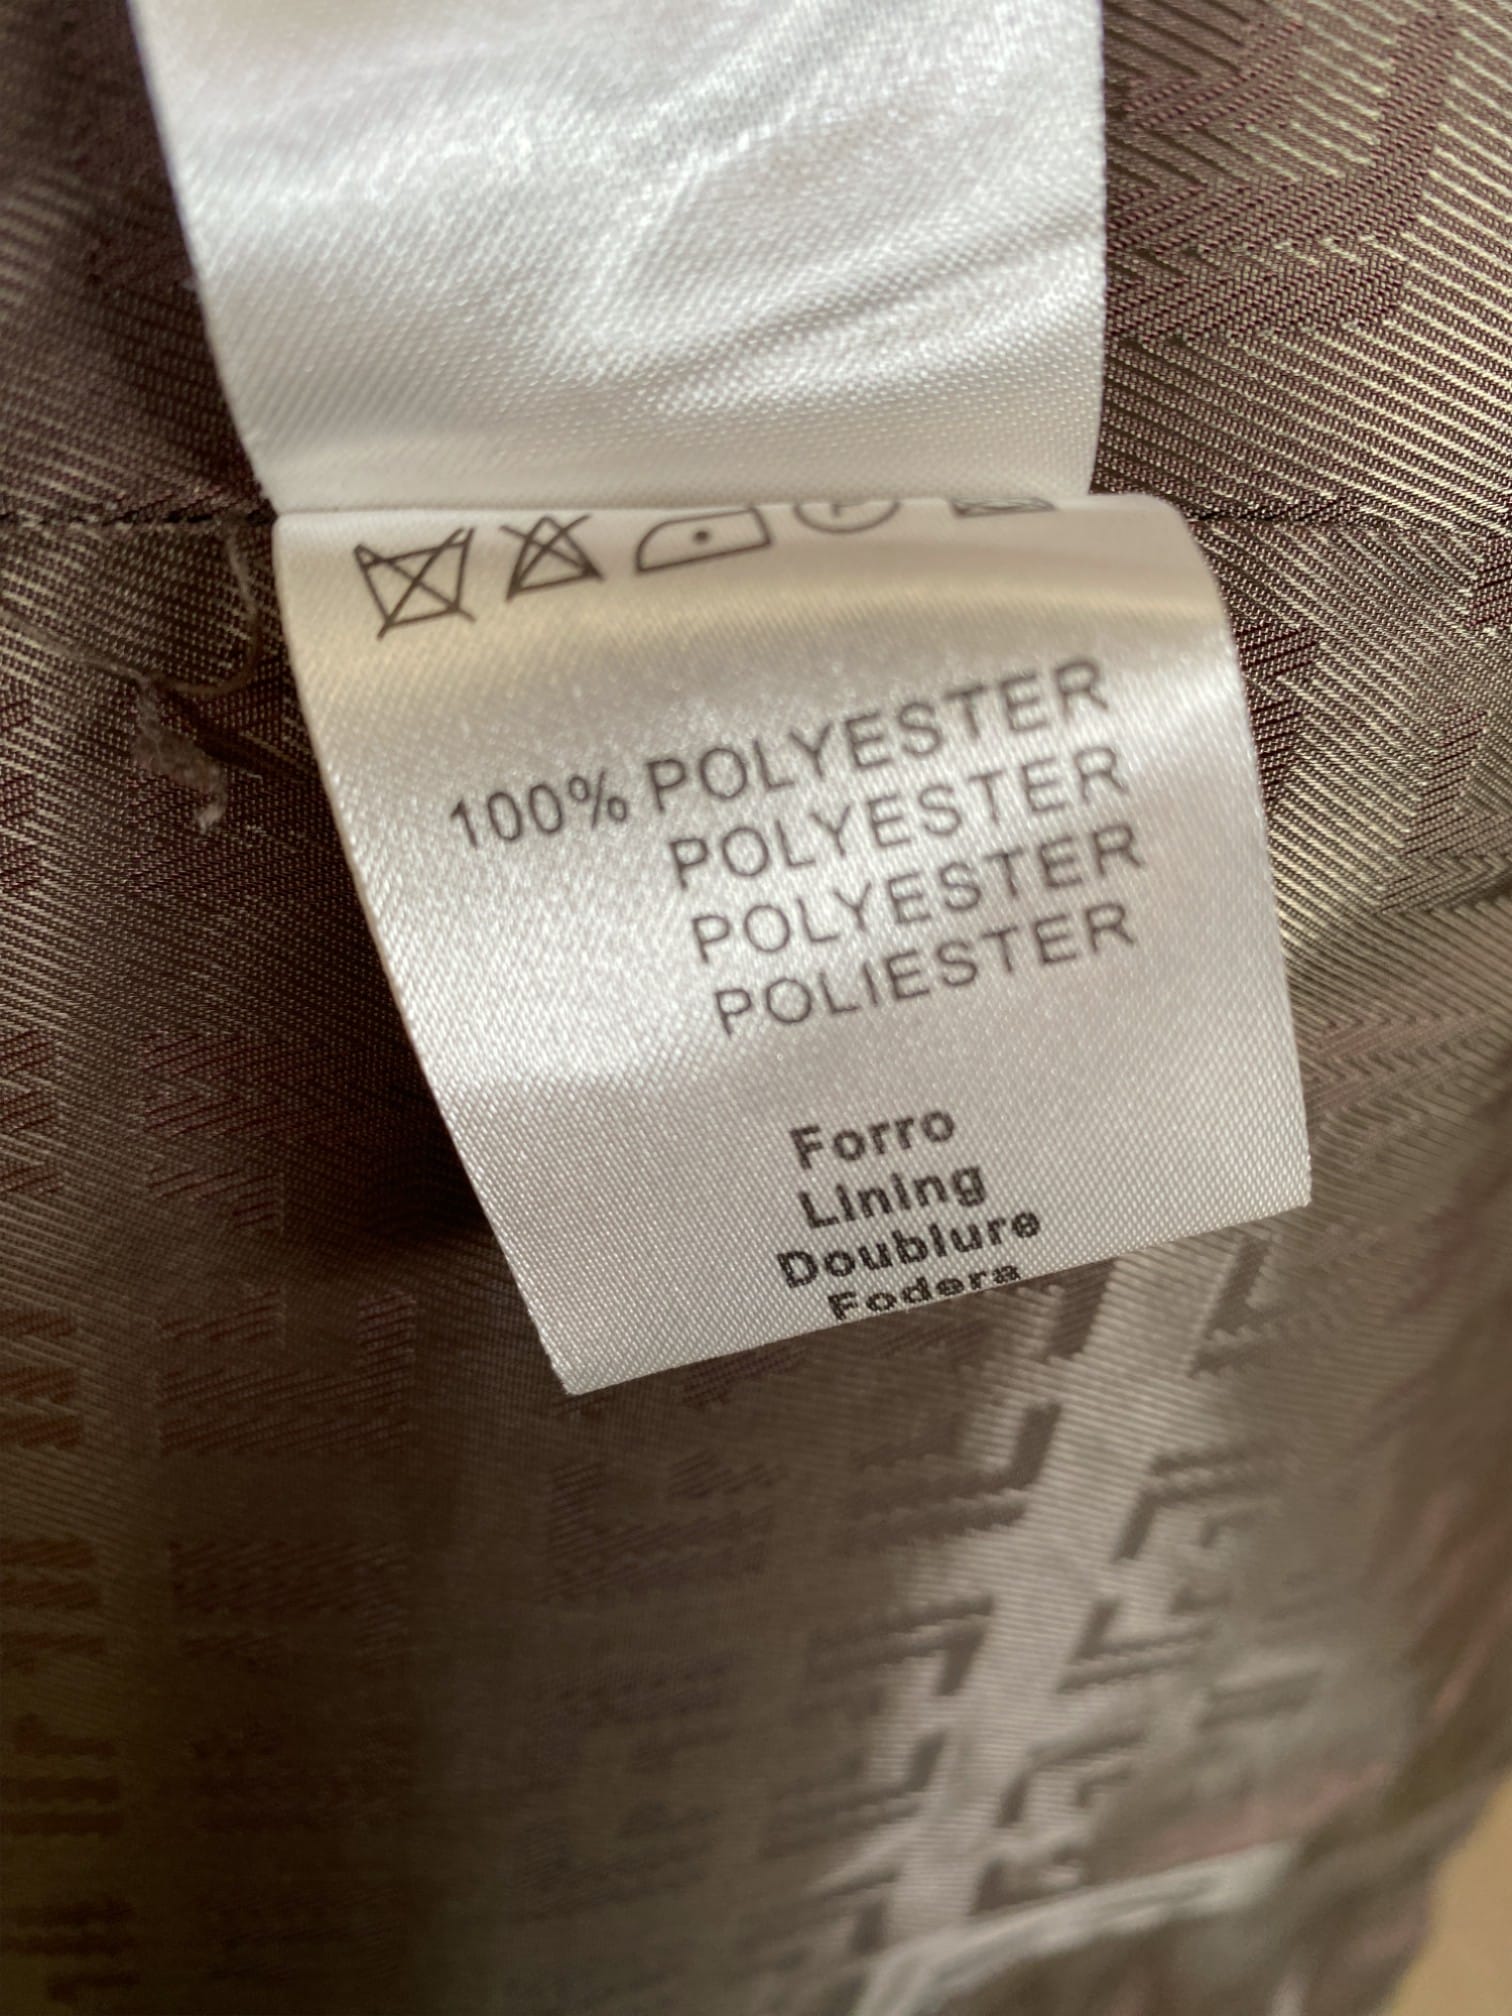 100% POLYESTER
POLYESTER
POLYESTER
POLIESTER
Forro
Lining
Doublure
Fodera